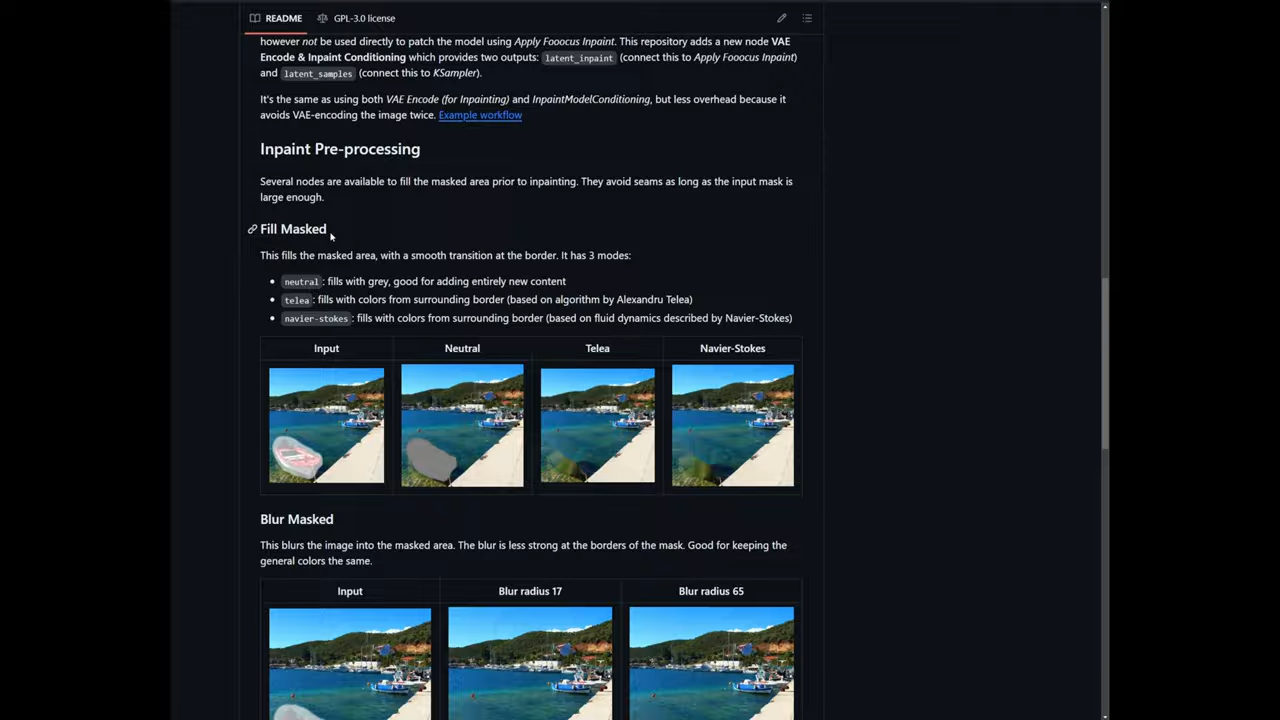 README GPL-3.0 license
however not be used directly to patch the model using Apply Fooocus Inpaint. This repository adds a new node VAE
Encode & Inpaint Conditioning which provides two outputs: latent_inpaint (connect this to Apply Fooocus Inpaint)
and latent_samples (connect this to KSampler).
It's the same as using both VAE Encode (for Inpainting) and InpaintModelConditioning, but less overhead because it
avoids VAE-encoding the image twice. Example workflow
Inpaint Pre-processing
Several nodes are available to fill the masked area prior to inpainting. They avoid seams as long as the input mask is
large enough.
Fill Masked
This fills the masked area, with a smooth transition at the border. It has 3 modes:
neutral: fills with grey, good for adding entirely new content
telea: fills with colors from surrounding border (based on algorithm by Alexandru Telea)
navier-stokes: fills with colors from surrounding border (based on fluid dynamics described by Navier-Stokes)
Input Neutral Telea Navier-Stokes
Blur Masked
This blurs the image into the masked area. The blur is less strong at the borders of the mask. Good for keeping the
general colors the same.
Input Blur radius 17 Blur radius 65